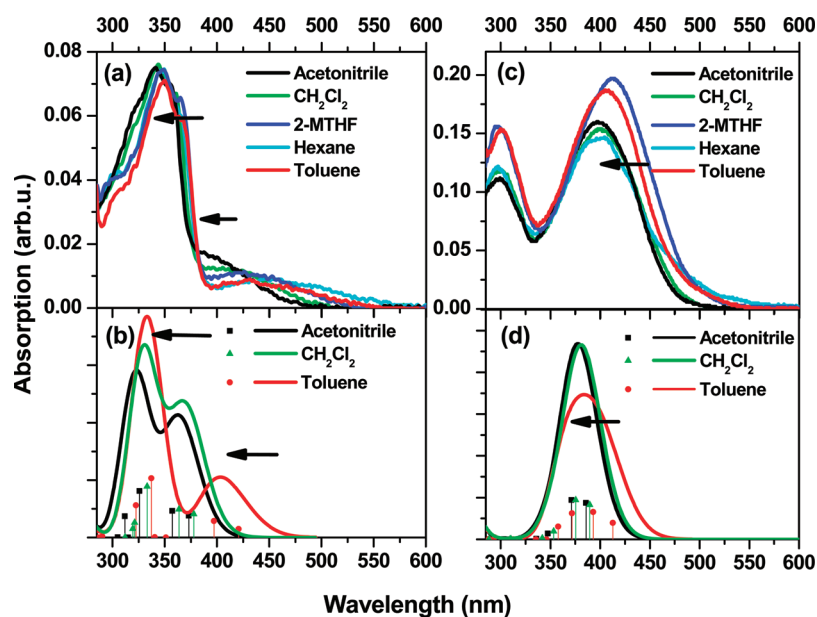 300 350 400 450 500 550 600
300 350 400 450 500 550 600
0.08
0.06
0.04
0.02
0.00
(a)
Acetonitrile
CH2Cl2
2-MTHF
Hexane
Toluene
0.20
0.15
0.10
0.05
0.00
(c)
Acetonitrile
CH2Cl2
2-MTHF
Hexane
Toluene
Absorption (arb.u.)
(b)
Acetonitrile
CH2Cl2
Toluene
(d)
Acetonitrile
CH2Cl2
Toluene
300 350 400 450 500 550 600
300 350 400 450 500 550 600
Wavelength (nm)